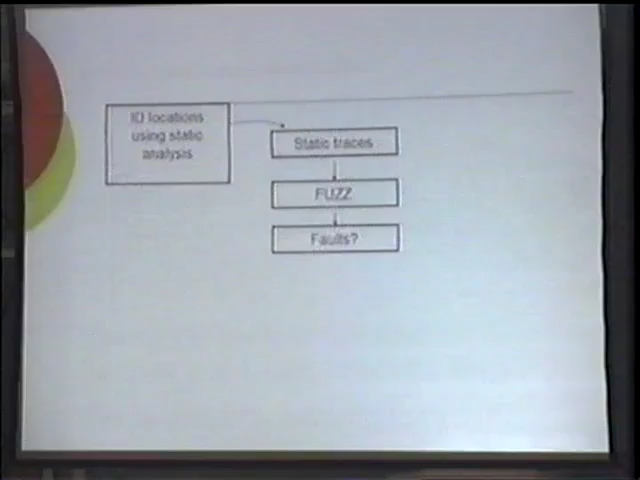 ID locations
using static
analysis
Static traces
FUZZ
Faults?